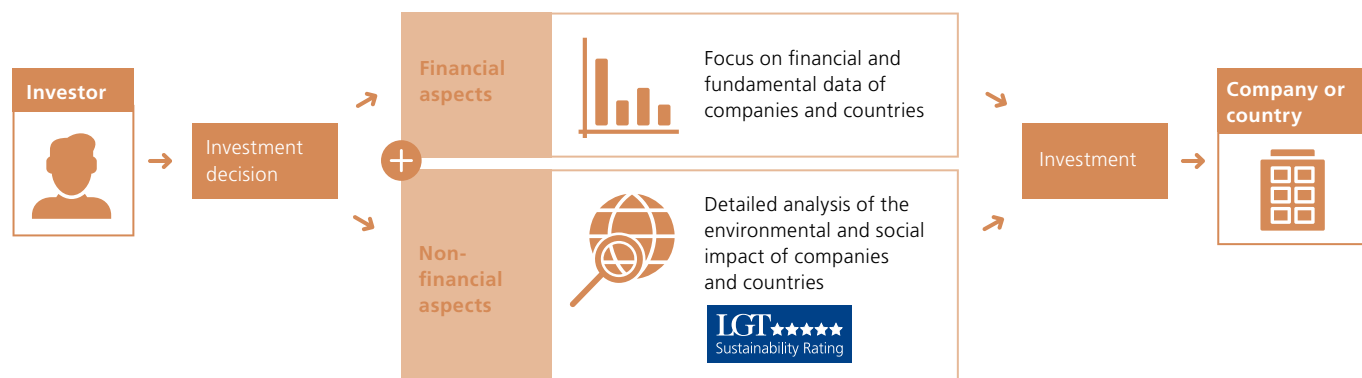 Investor
Investment
decision
Financial
aspects
Focus on financial and
fundamental data of
companies and countries
Non-
financial
aspects
Detailed analysis of the
environmental and social
impact of companies
and countries
LGT★★★★★
Sustainability Rating
Investment
Company or
country